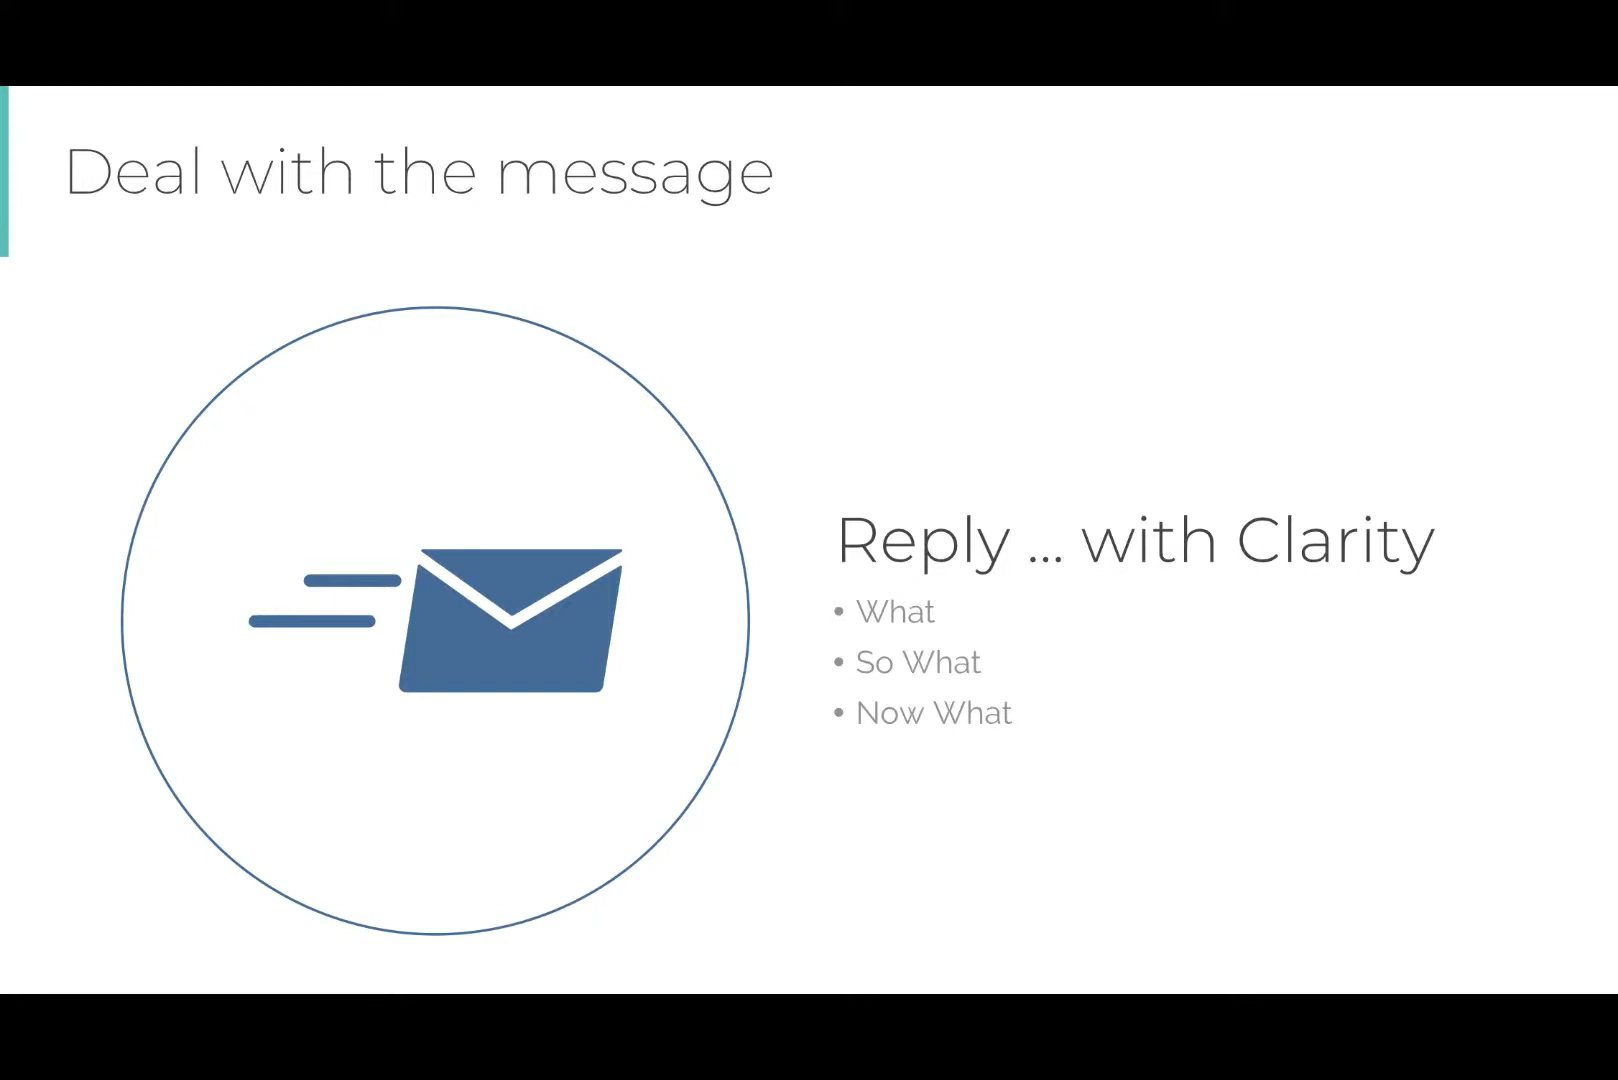 Deal with the message
Reply ... with Clarity
• What
• So What
• Now What